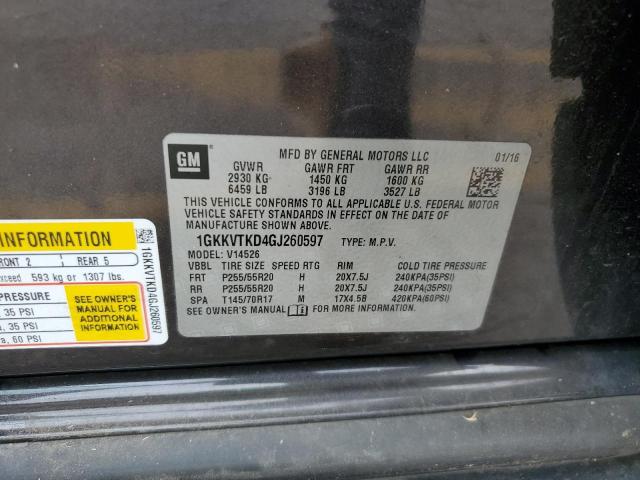 GM
MFD BY GENERAL MOTORS LLC
01/16
GVWR GAWR FRT GAWR RR
2930 KG 1450 KG 1600 KG
6459 LB 3196 LB 3527 LB
THIS VEHICLE CONFORMS TO ALL APPLICABLE U.S. FEDERAL MOTOR
VEHICLE SAFETY STANDARDS IN EFFECT ON THE DATE OF
MANUFACTURE SHOWN ABOVE.
1GKKVTKD4GJ260597 TYPE: M.P.V.
MODEL: V14526
VBBL TIRE SIZE SPEED RTG RIM COLD TIRE PRESSURE
FRT P255/55R20 H 20X7.5J 240KPA(35PSI)
RR P255/55R20 H 20X7.5J 240KPA(35PSI)
SPA T145/70R17 M 17X4.5B 420KPA(60PSI)
SEE OWNER'S MANUAL FOR MORE INFORMATION.
INFORMATION
FRONT 2 REAR 5
exceed 593 kg or 1307 lbs.
PRESSURE
35 PSI
35 PSI
60 PSI
SEE OWNER'S
MANUAL FOR
ADDITIONAL
INFORMATION
1GKKVTKD4GJ260597